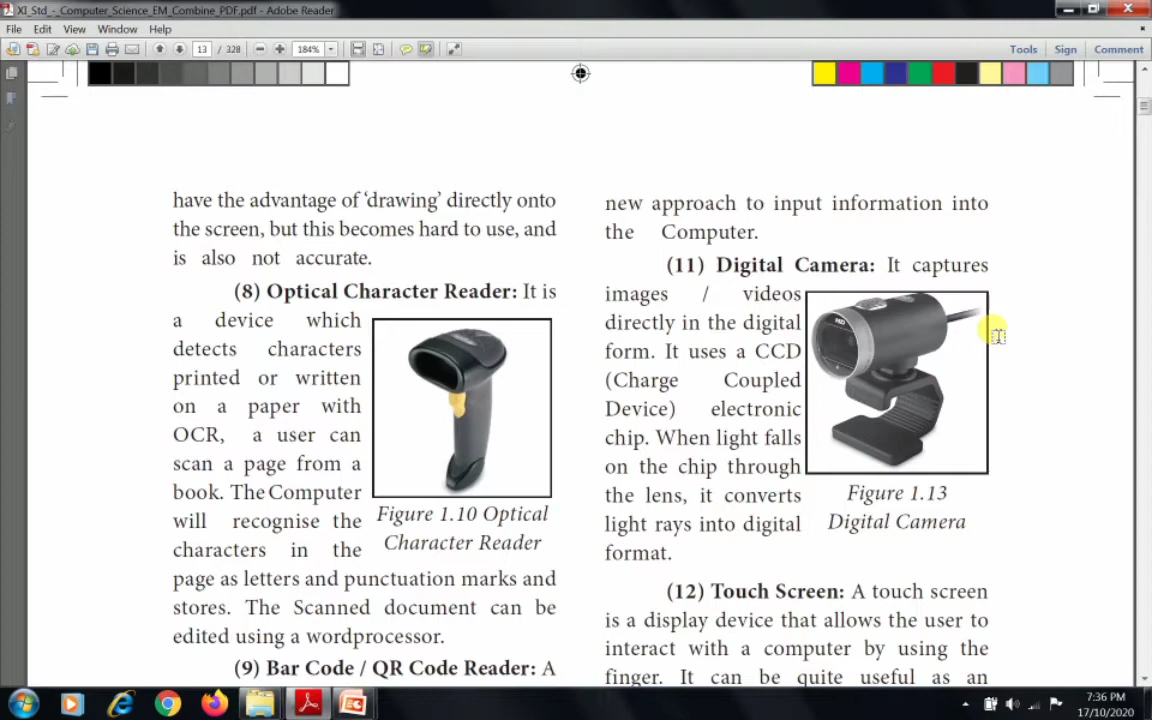 XI_Std_-_Computer_Science_EM_Combine_PDF.pdf - Adobe Reader
File Edit View Window Help
13 / 328 184% Tools Sign Comment
have the advantage of ‘drawing’ directly onto
the screen, but this becomes hard to use, and
is also not accurate.
(8) Optical Character Reader: It is
a device which
detects characters
printed or written
on a paper with
OCR, a user can
scan a page from a
book. The Computer
will recognise the
characters in the
page as letters and punctuation marks and
stores. The Scanned document can be
edited using a wordprocessor.
Figure 1.10 Optical
Character Reader
(9) Bar Code / QR Code Reader: A
new approach to input information into
the Computer.
(11) Digital Camera: It captures
images / videos
directly in the digital
form. It uses a CCD
(Charge Coupled
Device) electronic
chip. When light falls
on the chip through
the lens, it converts
light rays into digital
format.
Figure 1.13
Digital Camera
(12) Touch Screen: A touch screen
is a display device that allows the user to
interact with a computer by using the
finger. It can be quite useful as an
7:36 PM
17/10/2020